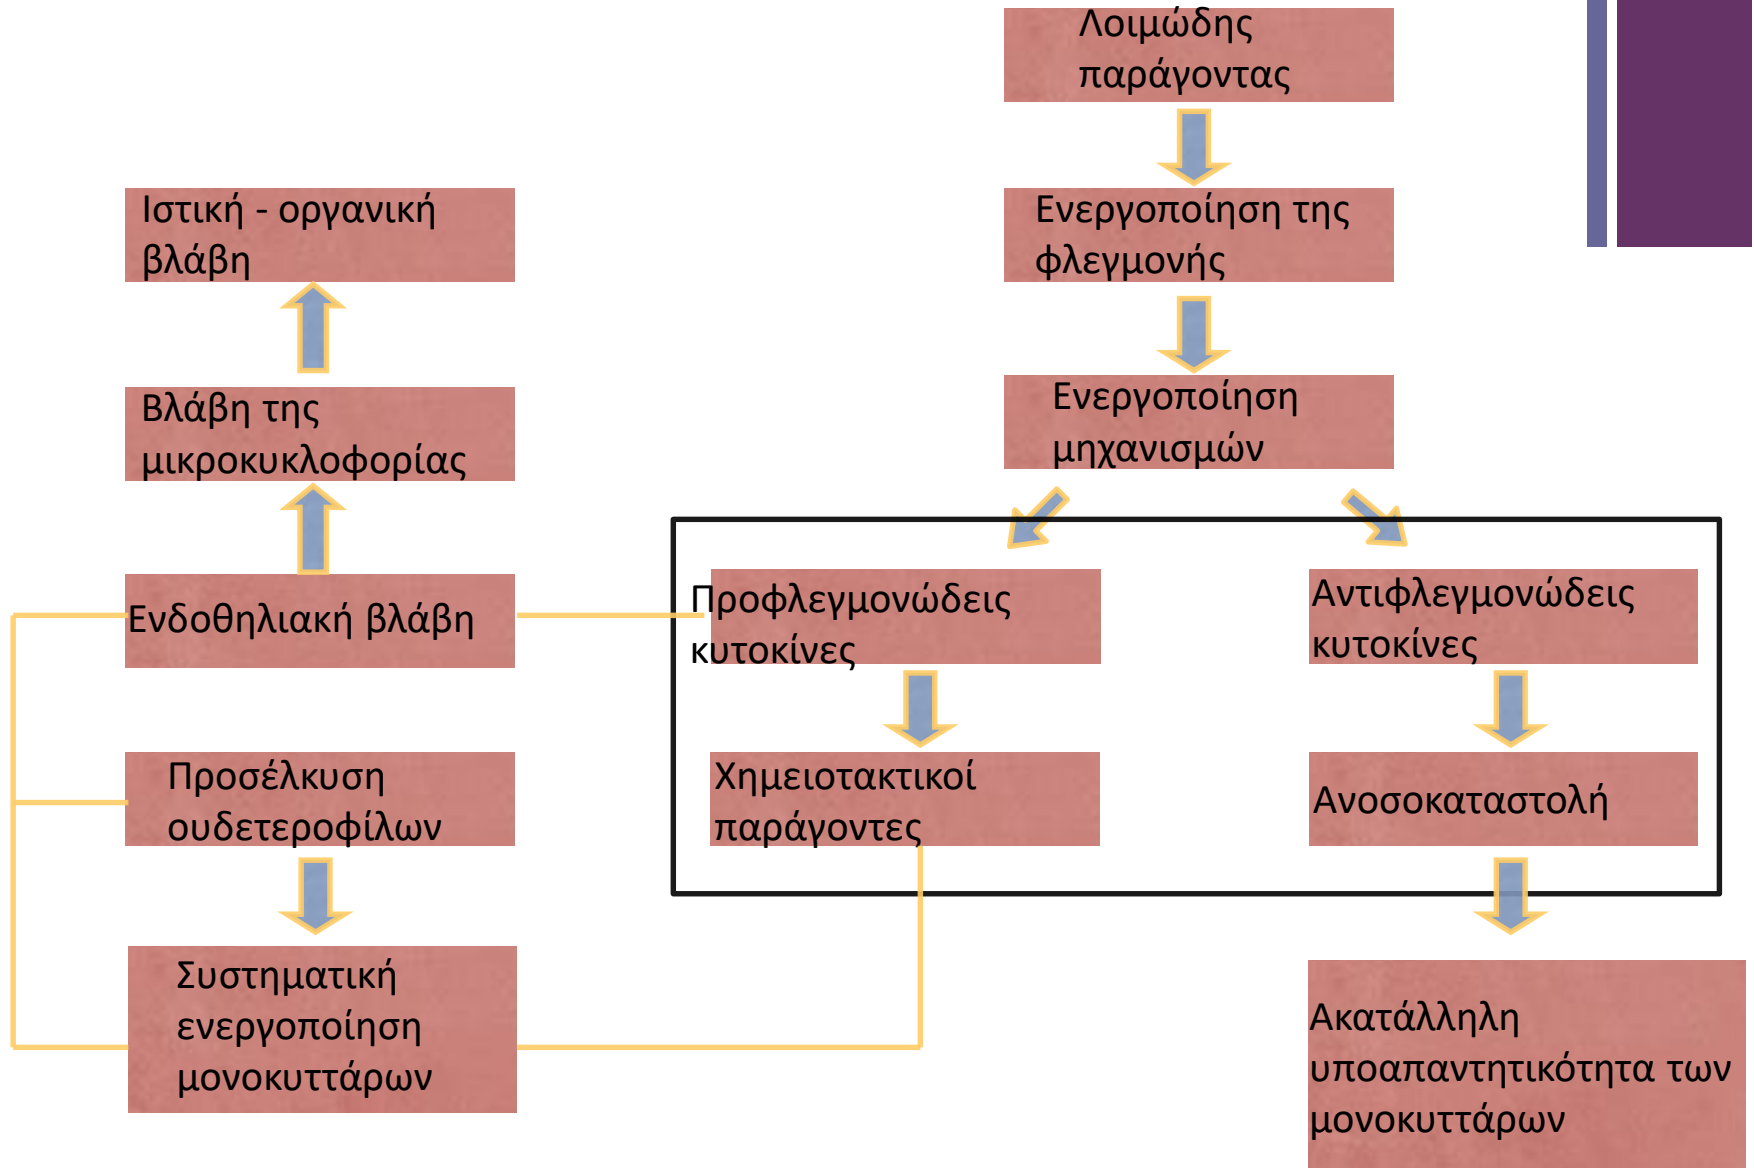 Λοιμώδης
παράγοντας
Ενεργοποίηση της
φλεγμονής
Ενεργοποίηση
μηχανισμών
Προφλεγμονώδεις
κυτοκίνες
Αντιφλεγμονώδεις
κυτοκίνες
Χημειοτακτικοί
παράγοντες
Ανοσοκαταστολή
Ακατάλληλη
υποαπαντητικότητα των
μονοκυττάρων
Ιστική - οργανική
βλάβη
Βλάβη της
μικροκυκλοφορίας
Ενδοθηλιακή βλάβη
Προσέλκυση
ουδετεροφίλων
Συστηματική
ενεργοποίηση
μονοκυττάρων